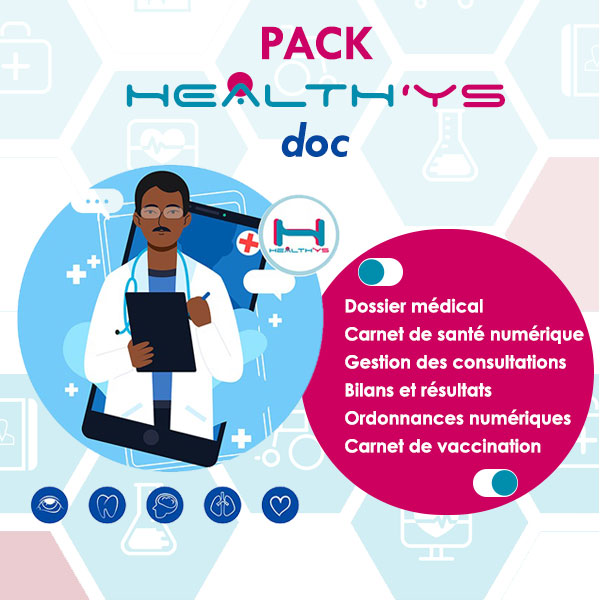 PACK
HEALTH'YS
doc
H
HEALTH'YS
Dossier médical
Carnet de santé numérique
Gestion des consultations
Bilans et résultats
Ordonnances numériques
Carnet de vaccination